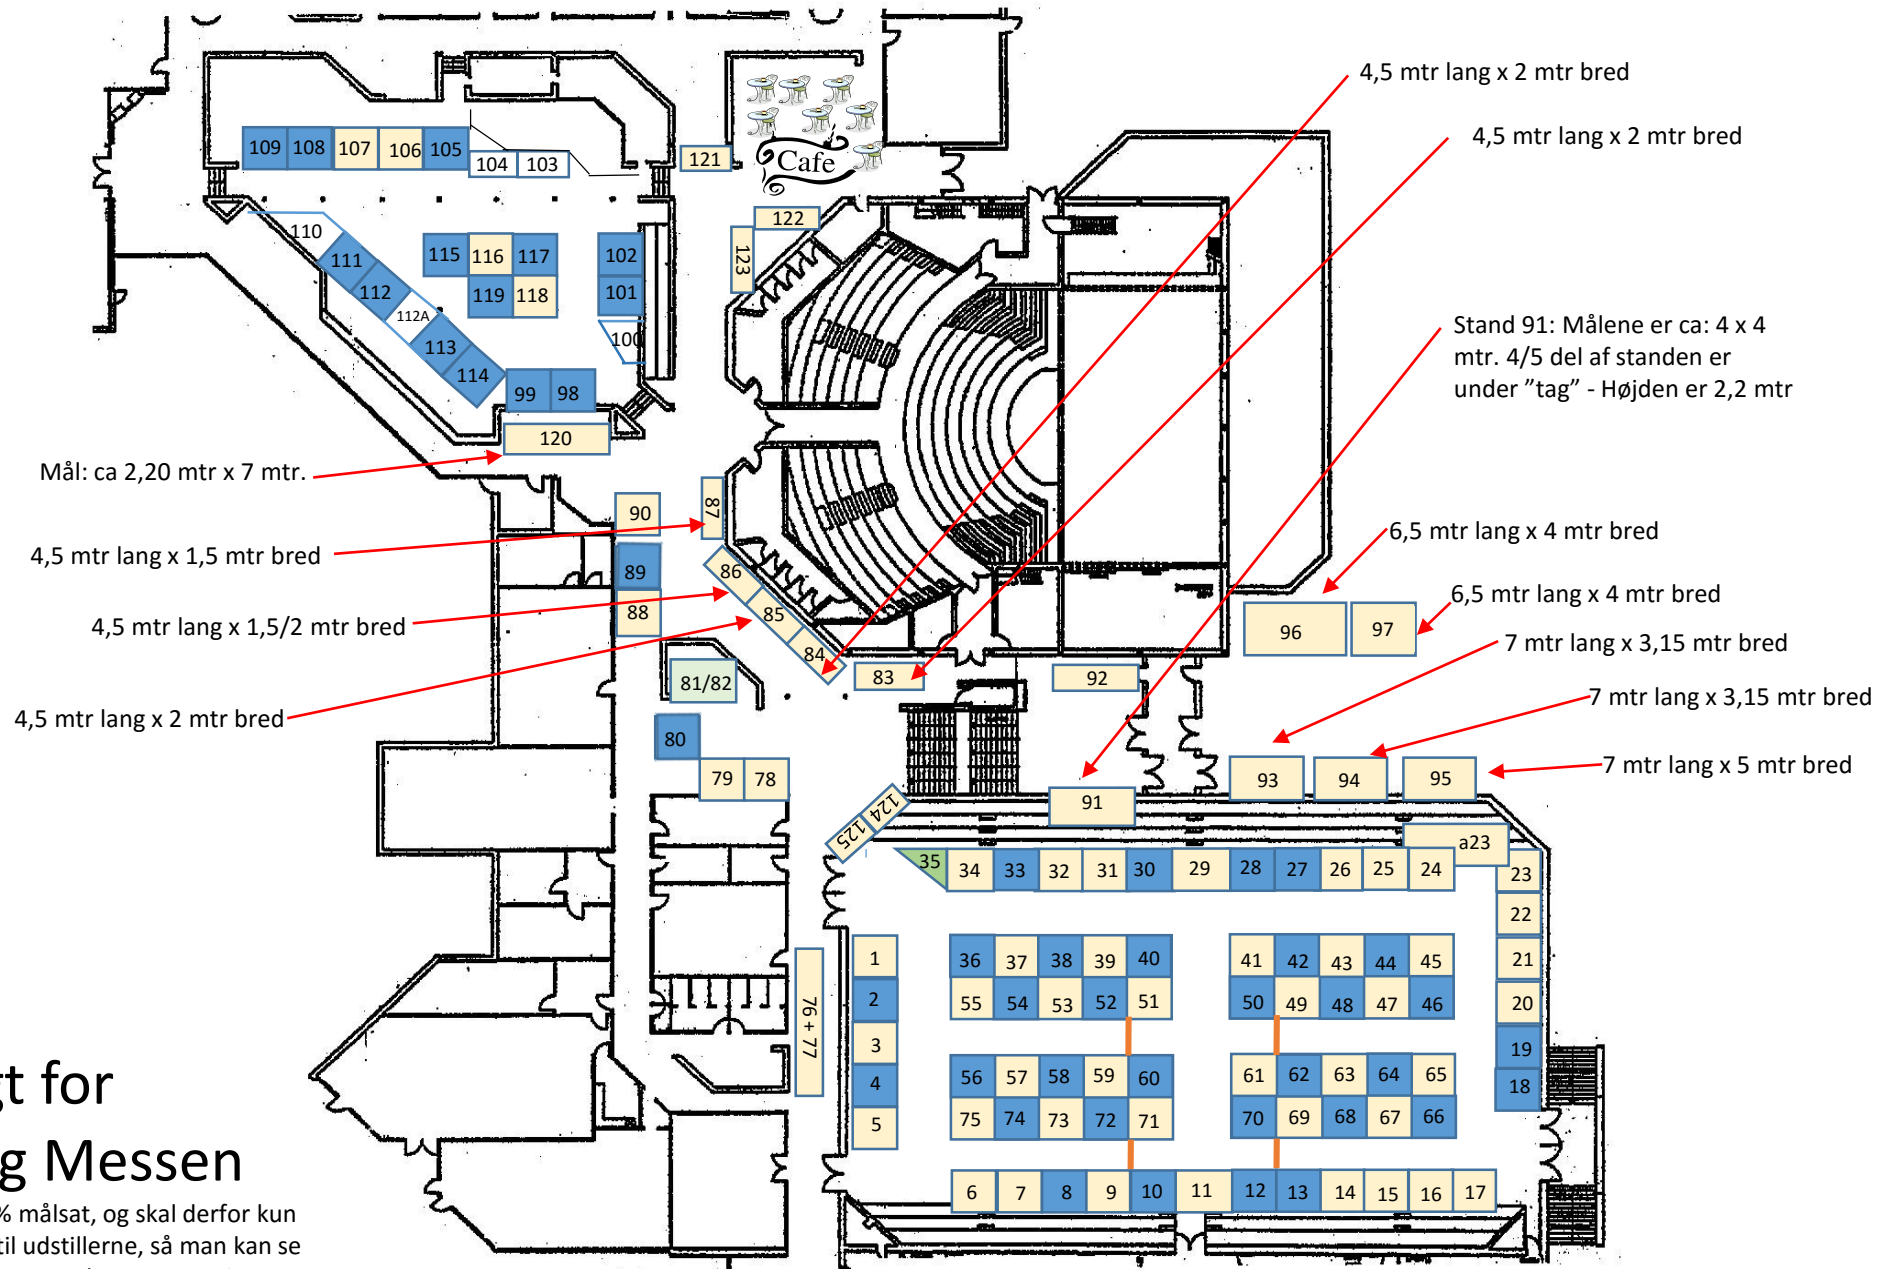 4,5 mtr lang x 2 mtr bred
4,5 mtr lang x 2 mtr bred
Cafe
109 108 107 106 105
104 103
121
122
123
110
111
112
112A
113
114
115 116 117
119 118
102
101
100
99 98
120
Stand 91: Målene er ca: 4 x 4
mtr. 4/5 del af standen er
under ”tag” - Højden er 2,2 mtr
Mål: ca 2,20 mtr x 7 mtr.
90
87
4,5 mtr lang x 1,5 mtr bred
6,5 mtr lang x 4 mtr bred
89
88
86
85
84
4,5 mtr lang x 1,5/2 mtr bred
6,5 mtr lang x 4 mtr bred
96 97
7 mtr lang x 3,15 mtr bred
81/82
83
92
7 mtr lang x 3,15 mtr bred
4,5 mtr lang x 2 mtr bred
80
79 78
93 94 95
7 mtr lang x 5 mtr bred
91
124
125
a23
35 34 33 32 31 30 29 28 27 26 25 24
23
22
21
20
19
18
1
2
3
4
5
76 + 77
36 37 38 39 40
55 54 53 52 51
41 42 43 44 45
50 49 48 47 46
56 57 58 59 60
75 74 73 72 71
61 62 63 64 65
70 69 68 67 66
6 7 8 9 10 11 12 13 14 15 16 17
gt for
g Messen
% målsat, og skal derfor kun
til udstillerne, så man kan se